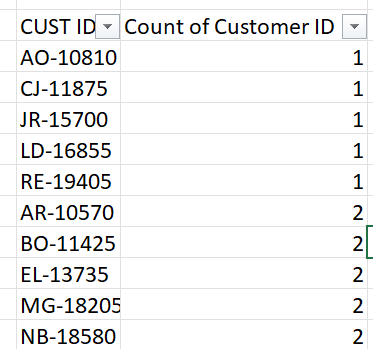 CUST ID Count of Customer ID
AO-10810 1
CJ-11875 1
JR-15700 1
LD-16855 1
RE-19405 1
AR-10570 2
BO-11425 2
EL-13735 2
MG-18205 2
NB-18580 2